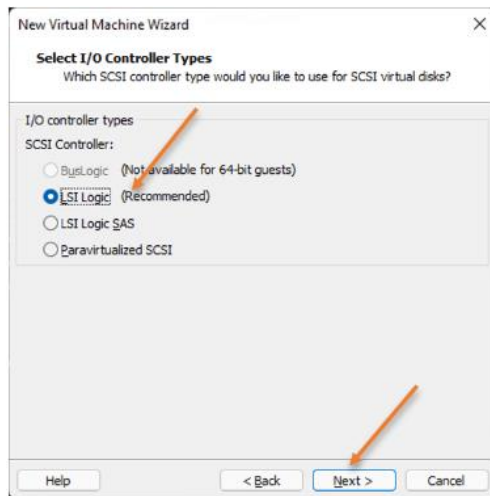 New Virtual Machine Wizard
Select I/O Controller Types
Which SCSI controller type would you like to use for SCSI virtual disks?
I/O controller types
SCSI Controller:
BusLogic (Not available for 64-bit guests)
LSI Logic (Recommended)
LSI Logic SAS
Paravirtualized SCSI
Help < Back Next > Cancel